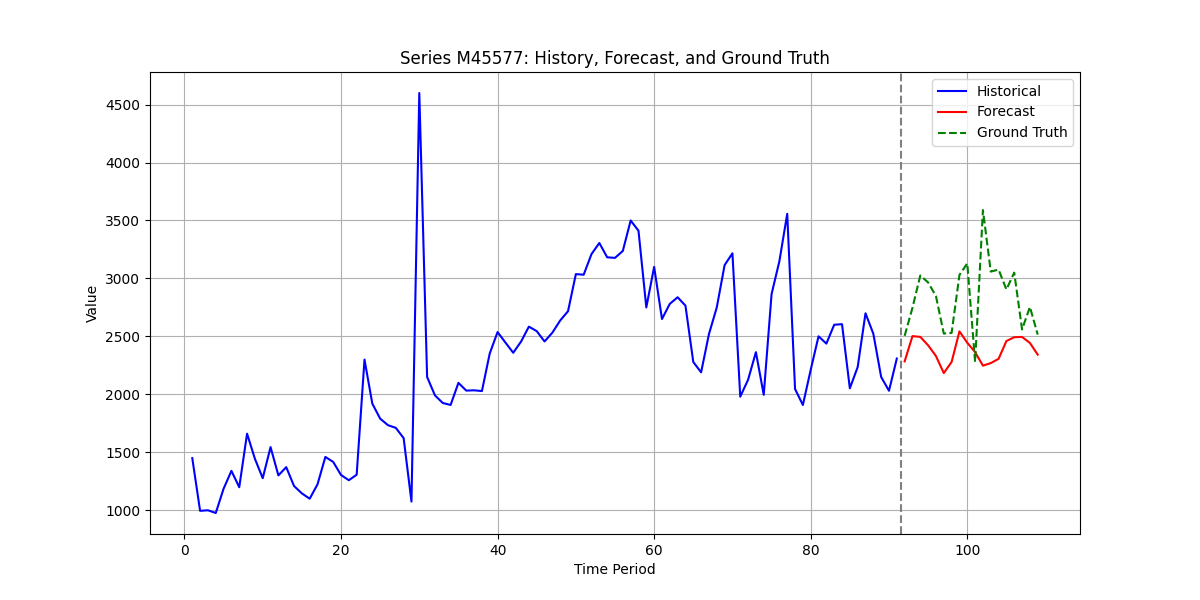 Series M45577: History, Forecast, and Ground Truth
Historical
Forecast
Ground Truth
4500
4000
3500
3000
2500
2000
1500
1000
Value
0 20 40 60 80 100
Time Period